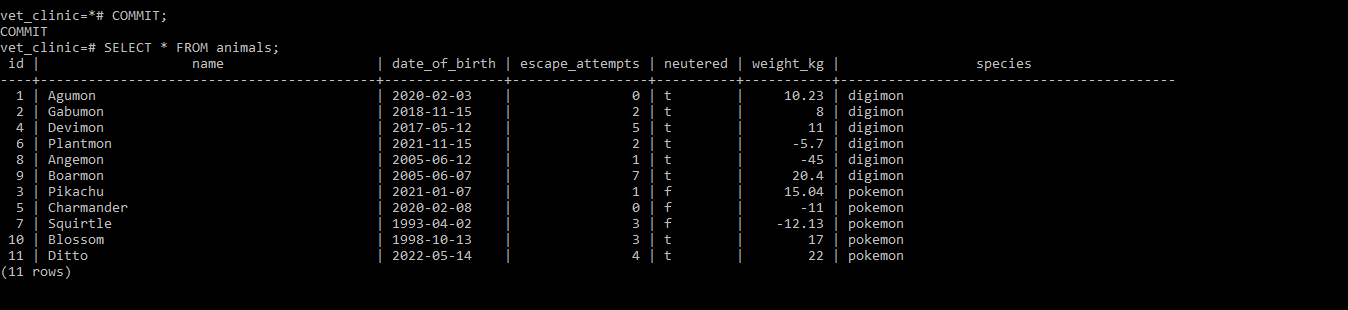 vet_clinic=*# COMMIT;
COMMIT
vet_clinic=# SELECT * FROM animals;
 id |                   name                   | date_of_birth | escape_attempts | neutered | weight_kg |                 species
----+------------------------------------------+---------------+-----------------+----------+-----------+------------------------------------------
  1 | Agumon                                   | 2020-02-03    |               0 | t        |     10.23 | digimon
  2 | Gabumon                                  | 2018-11-15    |               2 | t        |         8 | digimon
  4 | Devimon                                  | 2017-05-12    |               5 | t        |        11 | digimon
  6 | Plantmon                                 | 2021-11-15    |               2 | t        |      -5.7 | digimon
  8 | Angemon                                  | 2005-06-12    |               1 | t        |       -45 | digimon
  9 | Boarmon                                  | 2005-06-07    |               7 | t        |      20.4 | digimon
  3 | Pikachu                                  | 2021-01-07    |               1 | f        |     15.04 | pokemon
  5 | Charmander                               | 2020-02-08    |               0 | f        |       -11 | pokemon
  7 | Squirtle                                 | 1993-04-02    |               3 | f        |    -12.13 | pokemon
 10 | Blossom                                  | 1998-10-13    |               3 | t        |        17 | pokemon
 11 | Ditto                                    | 2022-05-14    |               4 | t        |        22 | pokemon
(11 rows)